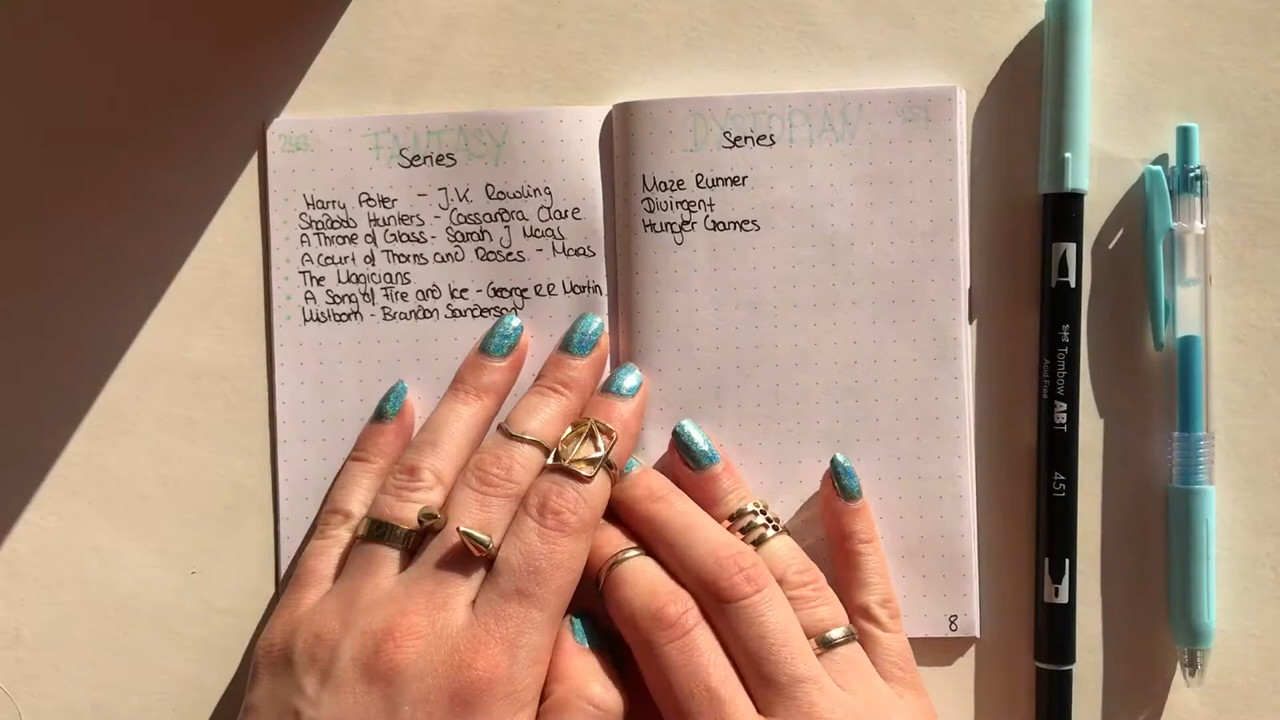 296
FANTASY
Series
Harry Potter - J.K. Rowling
Shadow Hunters - Cassandra Clare
A Throne of Glass - Sarah J Maas
A Court of Thorns and Roses - Maas
The Magicians
A Song of Fire and Ice - George R.R Martin
Mistborn - Brandon Sanderson
DYSTOPIAN
451
Series
Maze Runner
Divirgent
Hunger Games
8
Tombow ABT
Acid Free
451